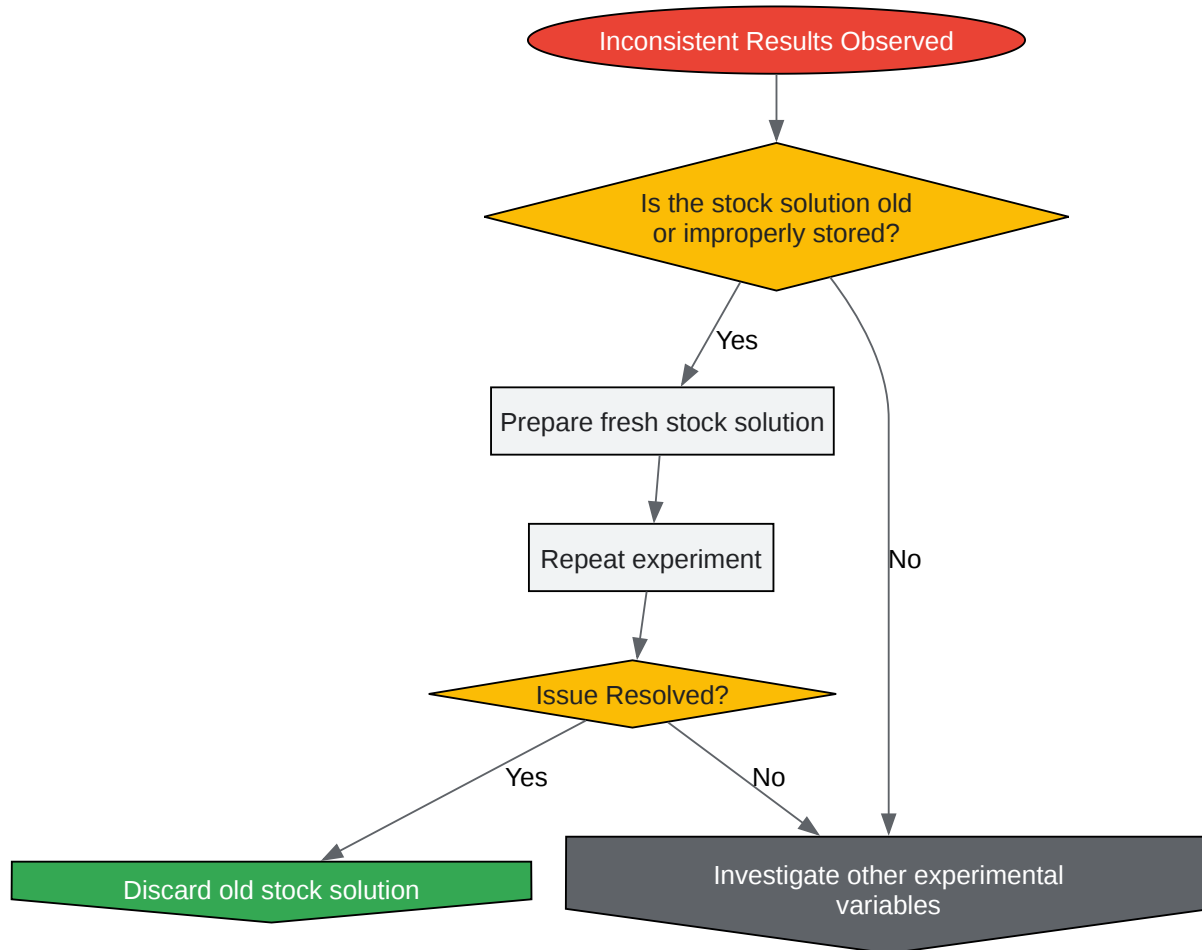 Inconsistent Results Observed
Is the stock solution old
or improperly stored?
Yes
Prepare fresh stock solution
Repeat experiment
No
Issue Resolved?
Yes
No
Discard old stock solution
Investigate other experimental
variables